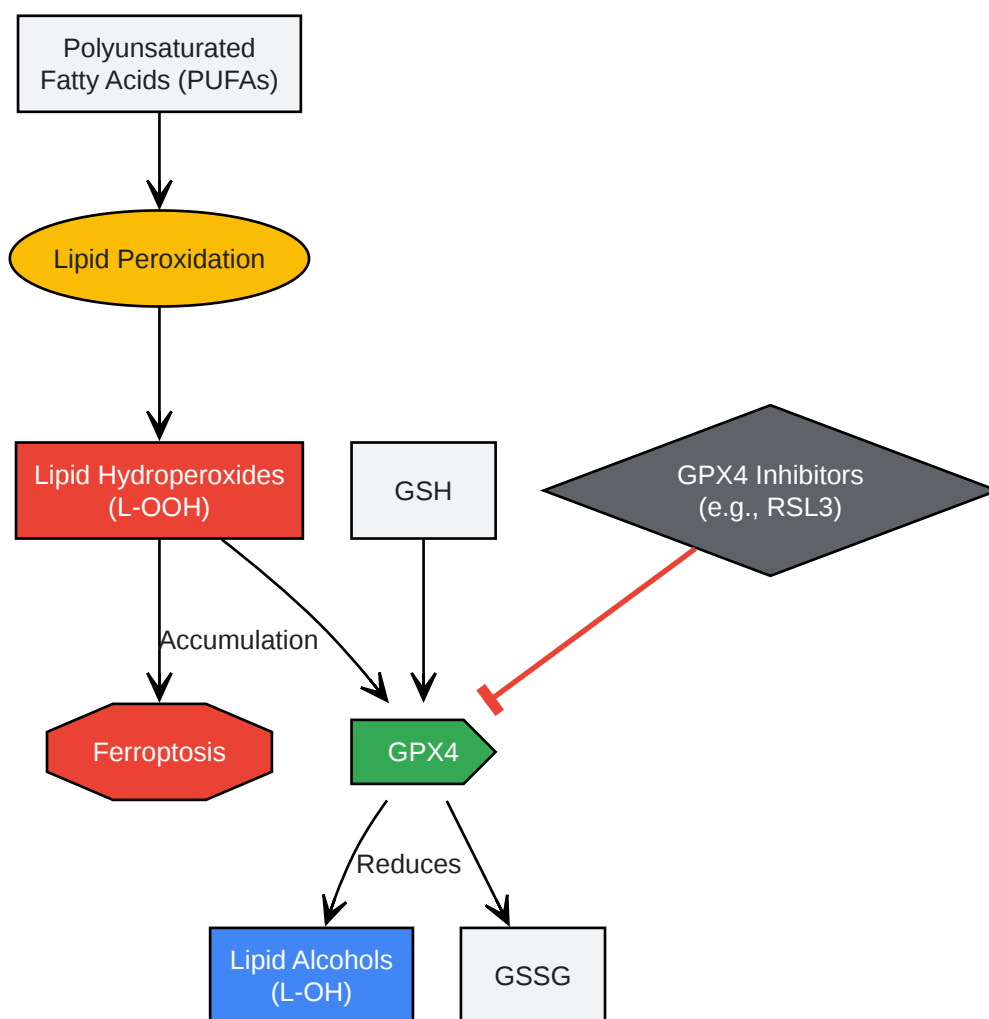 Polyunsaturated
Fatty Acids (PUFAs)
Lipid Peroxidation
Lipid Hydroperoxides
(L-OOH)
GSH
GPX4 Inhibitors
(e.g., RSL3)
Accumulation
Ferroptosis
GPX4
Reduces
Lipid Alcohols
(L-OH)
GSSG